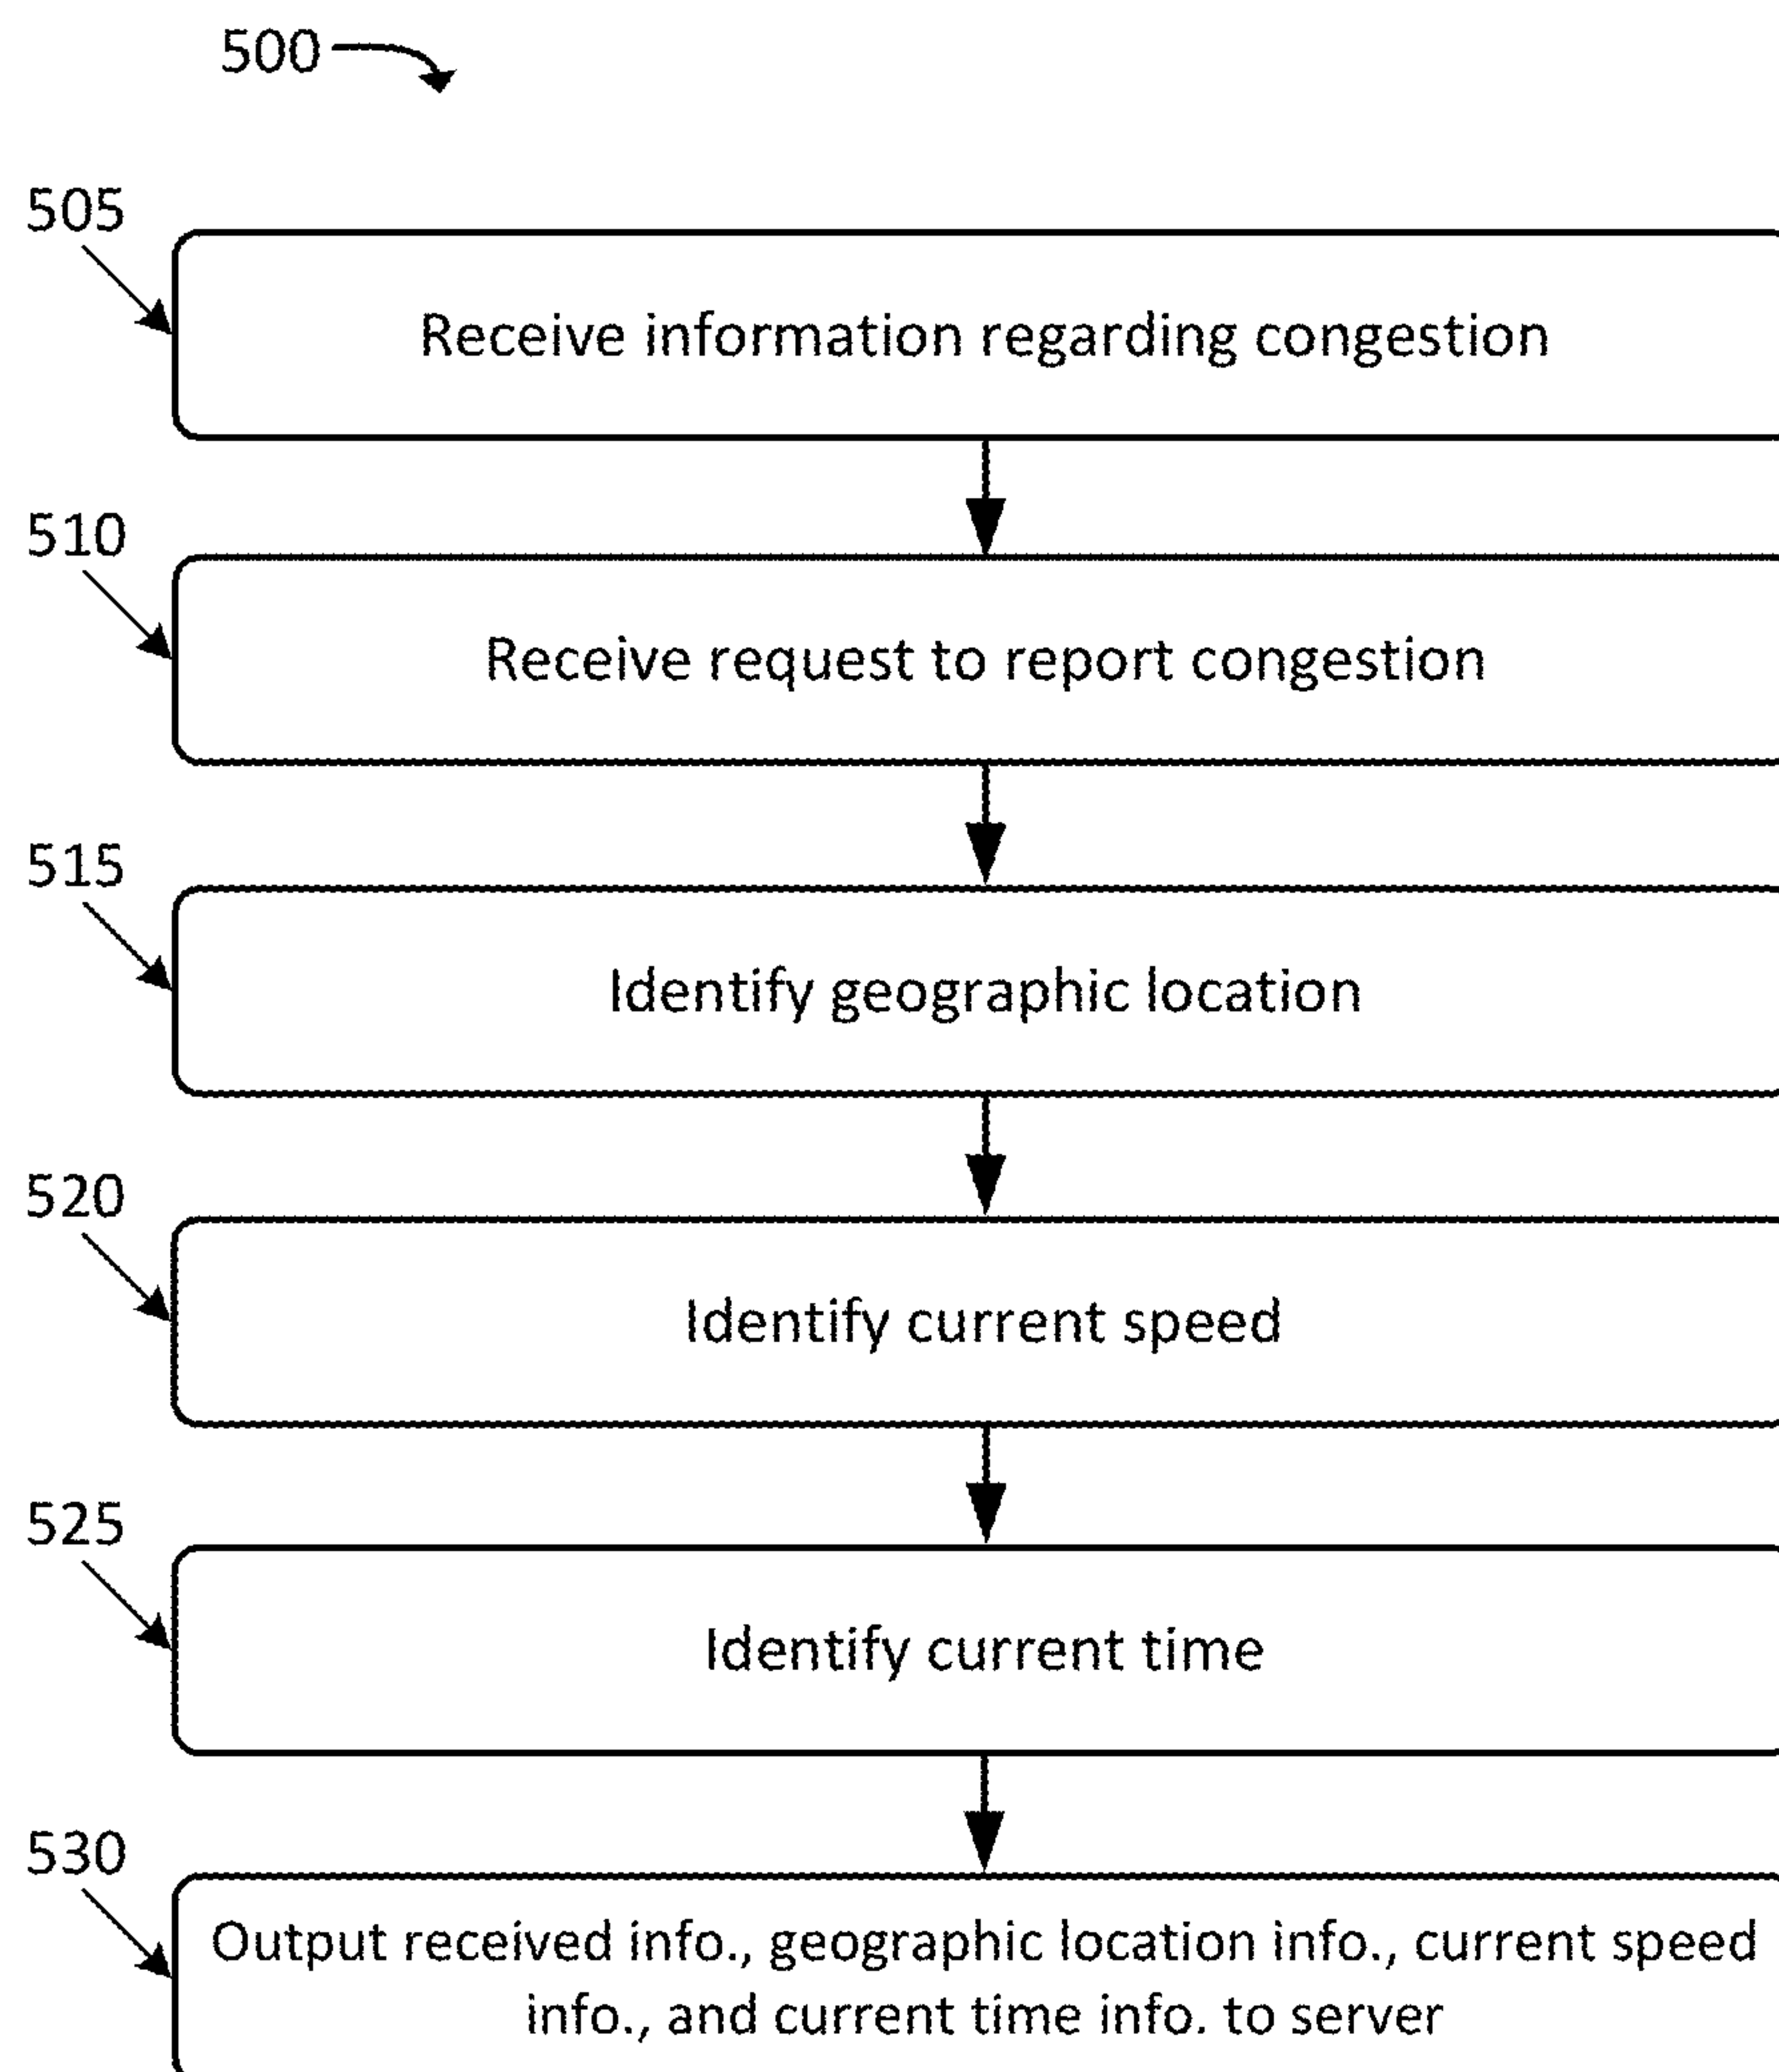 500
505
Receive information regarding congestion
510
Receive request to report congestion
515
Identify geographic location
520
Identify current speed
525
Identify current time
530
Output received info., geographic location info., current speed
info., and current time info. to server